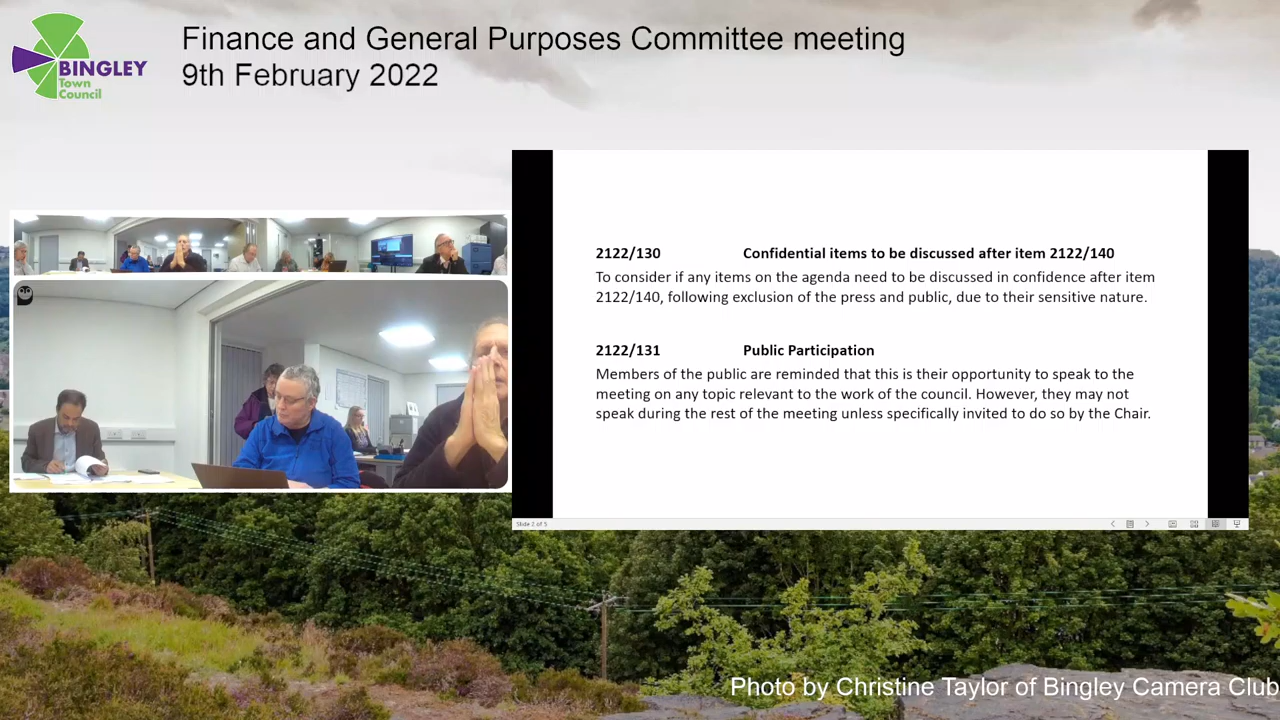 Finance and General Purposes Committee meeting
9th February 2022
BINGLEY
Town
Council
2122/130 Confidential items to be discussed after item 2122/140
To consider if any items on the agenda need to be discussed in confidence after item
2122/140, following exclusion of the press and public, due to their sensitive nature.
2122/131 Public Participation
Members of the public are reminded that this is their opportunity to speak to the
meeting on any topic relevant to the work of the council. However, they may not
speak during the rest of the meeting unless specifically invited to do so by the Chair.
Slide 2 of 5
Photo by Christine Taylor of Bingley Camera Club